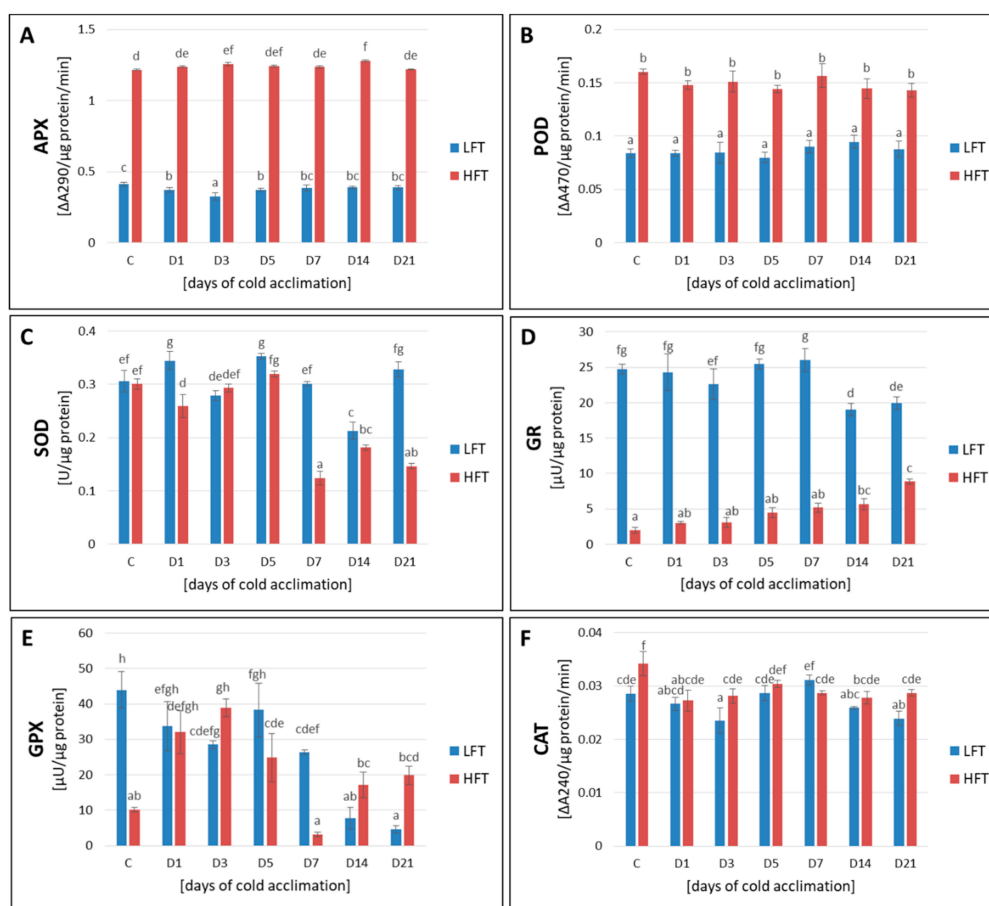 A
APX
[ΔA290/µg protein/min]
1.5
1
0.5
0
d de ef def de f de
c b a b bc bc bc
C D1 D3 D5 D7 D14 D21
[days of cold acclimation]
LFT
HFT
B
POD
[ΔA470/µg protein/min]
0.2
0.15
0.1
0.05
0
b b b b b b b
a a a a a a a
C D1 D3 D5 D7 D14 D21
[days of cold acclimation]
LFT
HFT
C
SOD
[U/µg protein]
0.4
0.3
0.2
0.1
0
ef ef g d de def g fg ef a c bc fg ab
C D1 D3 D5 D7 D14 D21
[days of cold acclimation]
LFT
HFT
D
GR
[µU/µg protein]
30
25
20
15
10
5
0
fg fg ef fg g d de
a ab ab ab ab bc c
C D1 D3 D5 D7 D14 D21
[days of cold acclimation]
LFT
HFT
E
GPX
[µU/µg protein]
60
50
40
30
20
10
0
h ab efgh defgh cdefg gh fgh cde cdef a ab bc a bcd
C D1 D3 D5 D7 D14 D21
[days of cold acclimation]
LFT
HFT
F
CAT
[ΔA240/µg protein/min]
0.04
0.03
0.02
0.01
0
cde f abcd abcde a cde cde def ef cde abc bcde ab cde
C D1 D3 D5 D7 D14 D21
[days of cold acclimation]
LFT
HFT